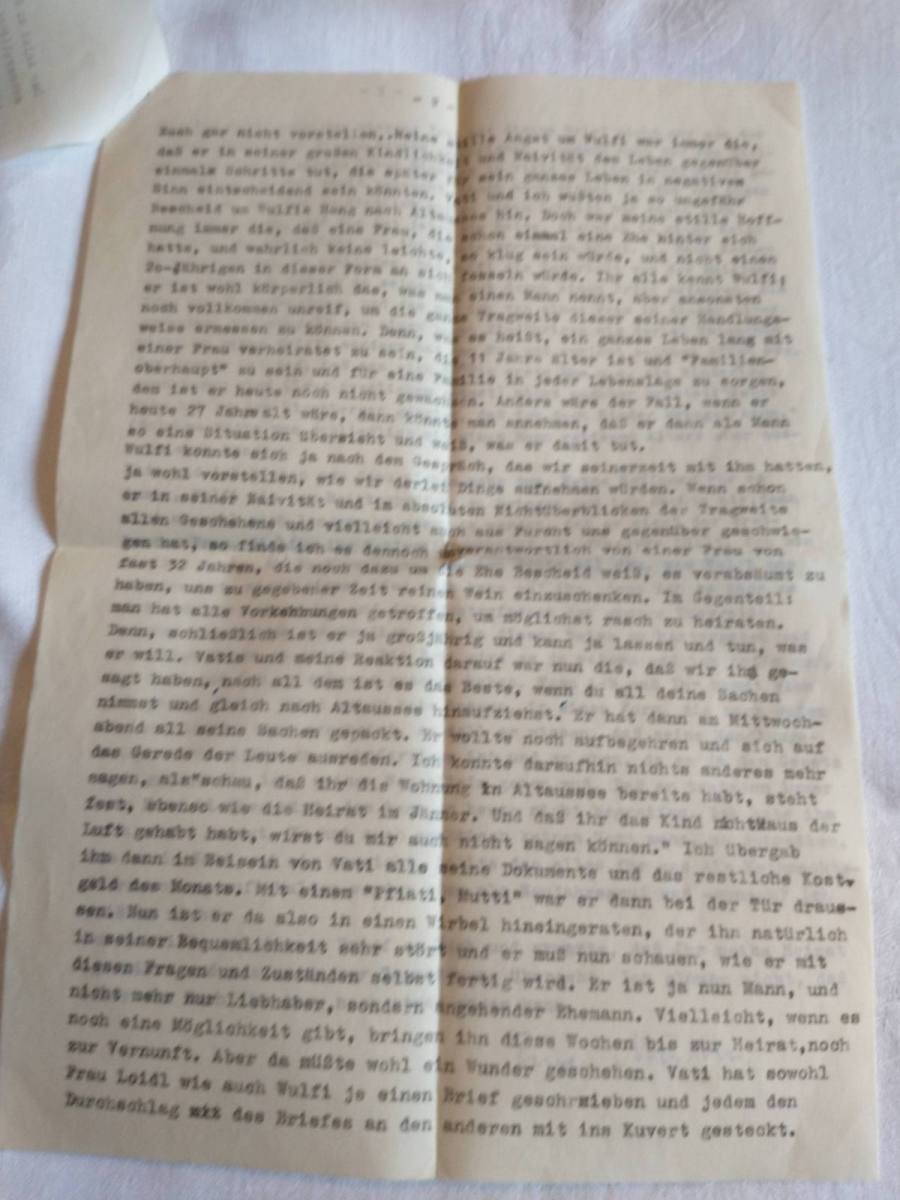 - 9 -
Euch gar nicht vorstellen. Meine stille Angst um Wulfi war immer die,
daß er in seiner großen Kindlichkeit und Naivität dem Leben gegenüber
einmals Schritte tut, die später für sein ganzes Leben in negativem
Sinn eintscheidend sein könnten. Vati und ich wußten ja so ungefähr
Bescheid um Wulfis Hang nach Altaussee hin. Doch war meine stille Hoff-
nung immer die, daß eine Frau, die schon einmal eine Ehe hinter sich
hatte, und wahrlich keine leichte, so klug sein würde, und nicht einen
2o-Jährigen in dieser Form an sich fesseln würde. Ihr alle kennt Wulfi;
er ist wohl körperlich das, was man einen Mann nennt, aber ansonsten
noch vollkommen unreif, um die ganze Tragweite dieser seiner Handlungs-
weise ermessen zu können. Denn, was es heißt, ein ganzes Leben lang mit
einer Frau verheiratet zu sein, die 11 Jahre älter ist und "Familien-
oberhaupt" zu sein und für eine Familie in jeder Lebenslage zu sorgen,
dem ist er heute noch nicht gewachsen. Anders wäre der Fall, wenn er
heute 27 Jahre alt wäre, dann könnte man annehmen, daß er dann als Mann
so eine Situation übersieht und weiß, was er damit tut.
Wulfi konnte sich ja nach dem Gespräch, das wir seinerzeit mit ihm hatten,
ja wohl vorstellen, wie wir derlei Dinge aufnehmen würden. Wenn schon
er in seiner Naivität und im absoluten Nichtüberblicken der Tragweite
allen Geschehens und vielleicht auch aus Furcht uns gegenüber geschwie-
gen hat, so finde ich es dennoch unverantwortlich von einer Frau von
fast 32 Jahren, die noch dazu um die Ehe Bescheid weiß, es verabsäumt zu
haben, uns zu gegebener Zeit reinen Wein einzuschenken. Im Gegenteil:
man hat alle Vorkehrungen getroffen, um möglichst rasch zu heiraten.
Denn, schließlich ist er ja großjährig und kann ja lassen und tun, was
er will. Vatis und meine Reaktion darauf war nun die, daß wir ihm ge-
sagt haben, nach all dem ist es das Beste, wenn du all deine Sachen
nimmst und gleich nach Altaussee hinaufziehst. Er hat dann am Mittwoch-
abend all seine Sachen gepackt. Er wollte noch aufbegehren und sich auf
das Gerede der Leute ausreden. Ich konnte daraufhin nichts anderes mehr
sagen, als"schau, daß ihr die Wohnung in Altaussee bereits habt, steht
fest, ebenso wie die Heirat im Jänner. Und daß ihr das Kind nicht aus der
Luft gehabt habt, wirst du mir auch nicht sagen können." Ich übergab
ihm dann in Beisein von Vati alle seine Dokumente und das restliche Kost-
geld des Monats. Mit einem "Pfiati, Mutti" war er dann bei der Tür draus-
sen. Nun ist er da also in einen Wirbel hineingeraten, der ihn natürlich
in seiner Bequemlichkeit sehr stört und er muß nun schauen, wie er mit
diesen Fragen und Zuständen selbst fertig wird. Er ist ja nun Mann, und
nicht mehr nur Liebhaber, sondern angehender Ehemann. Vielleicht, wenn es
noch eine Möglichkeit gibt, bringen ihn diese Wochen bis zur Heirat,noch
zur Vernunft. Aber da müßte wohl ein Wunder geschehen. Vati hat sowohl
Frau Loidl wie auch Wulfi je einen Brief geschrieben und jedem den
Durchschlag des Briefes an den anderen mit ins Kuvert gesteckt.